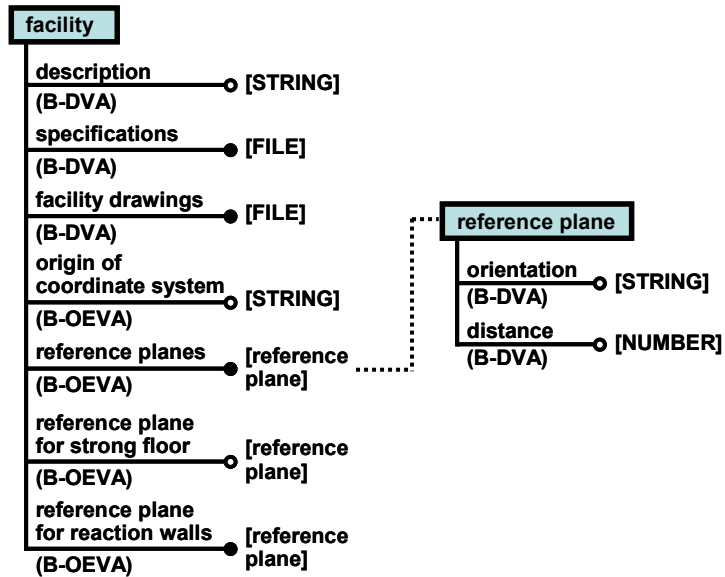 facility
description
(B-DVA)
[STRING]
specifications
(B-DVA)
[FILE]
facility drawings
(B-DVA)
[FILE]
origin of
coordinate system
(B-OEVA)
[STRING]
reference planes
(B-OEVA)
[reference
plane]
reference plane
for strong floor
(B-OEVA)
[reference
plane]
reference plane
for reaction walls
(B-OEVA)
[reference
plane]
reference plane
orientation
(B-DVA)
[STRING]
distance
(B-DVA)
[NUMBER]